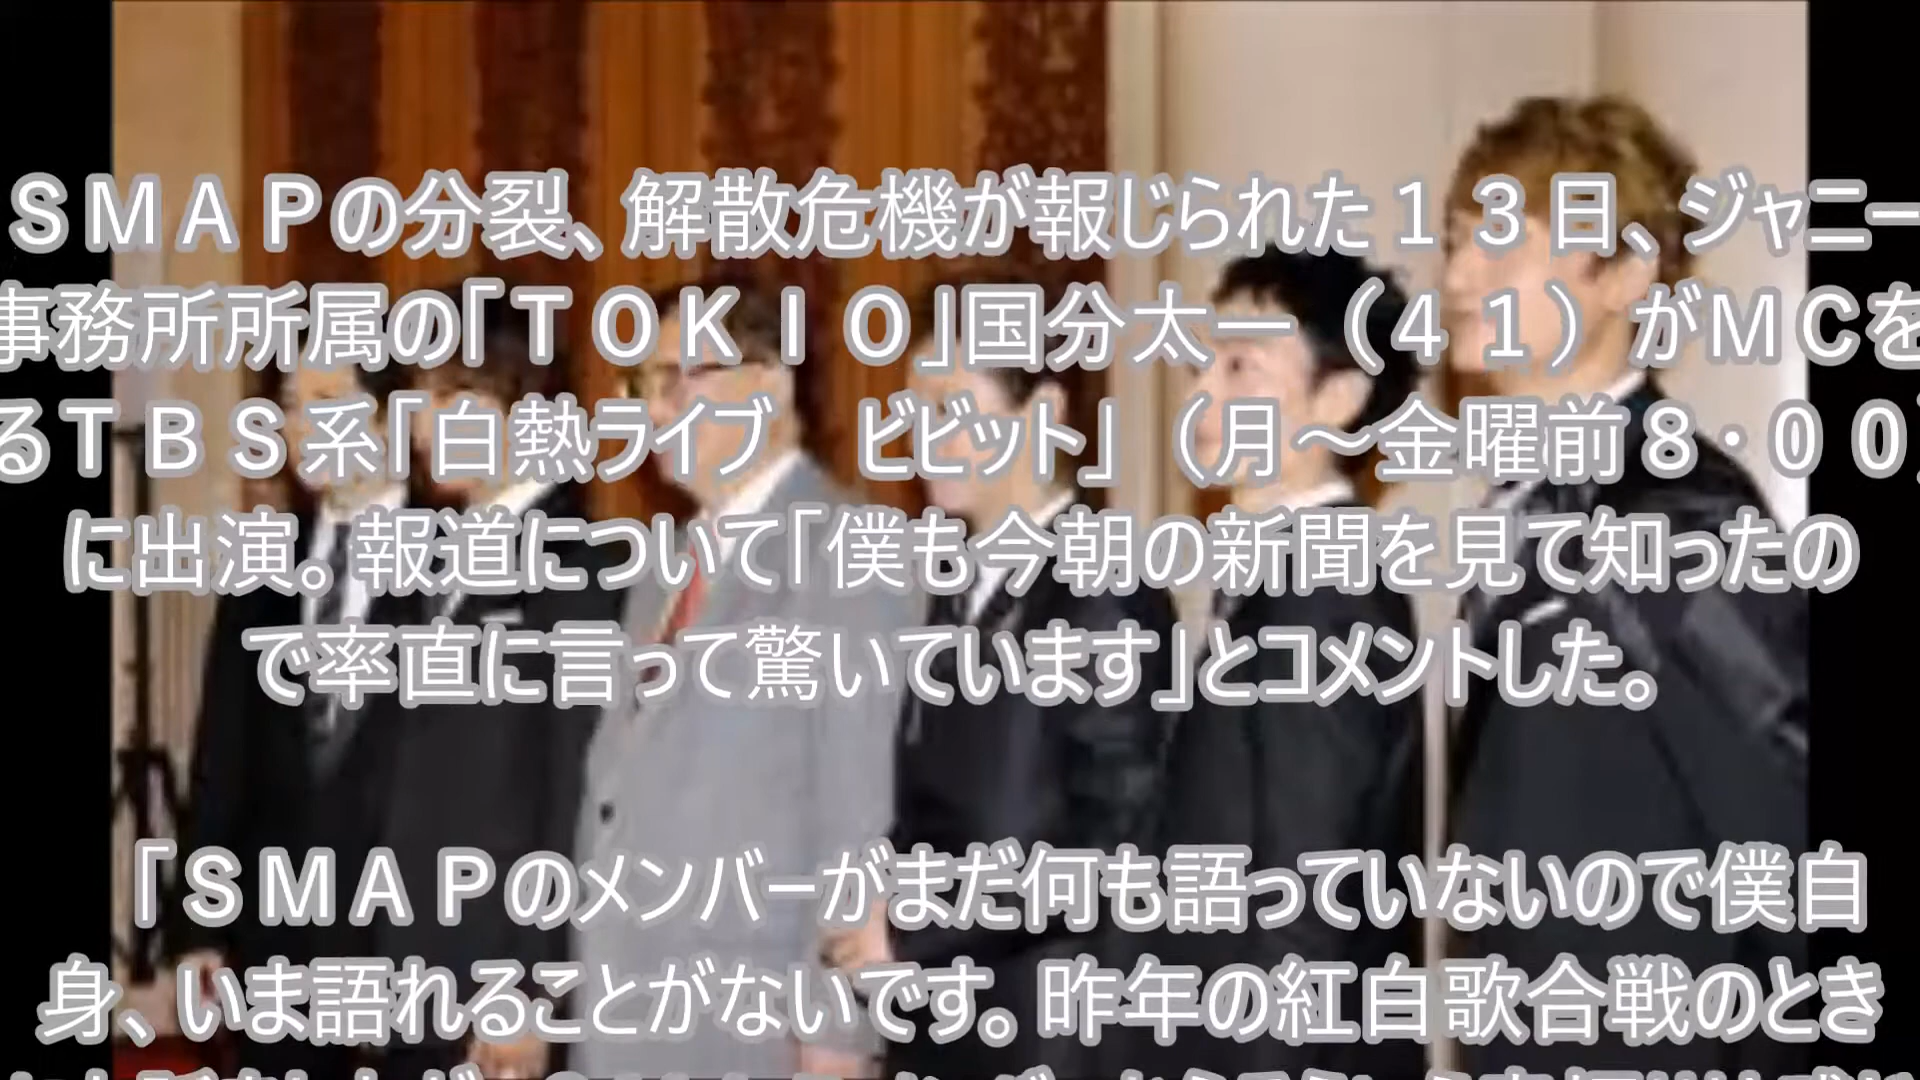 ＳＭＡＰの分裂、解散危機が報じられた１３日、ジャニー
事務所所属の「ＴＯＫＩＯ」国分太一（４１）がＭＣを
るＴＢＳ系「白熱ライブ　ビビット」（月～金曜前８・００）
に出演。報道について「僕も今朝の新聞を見て知ったの
で率直に言って驚いています」とコメントした。
「ＳＭＡＰのメンバーがまだ何も語っていないので僕自
身、いま語れることがないです。昨年の紅白歌合戦のとき